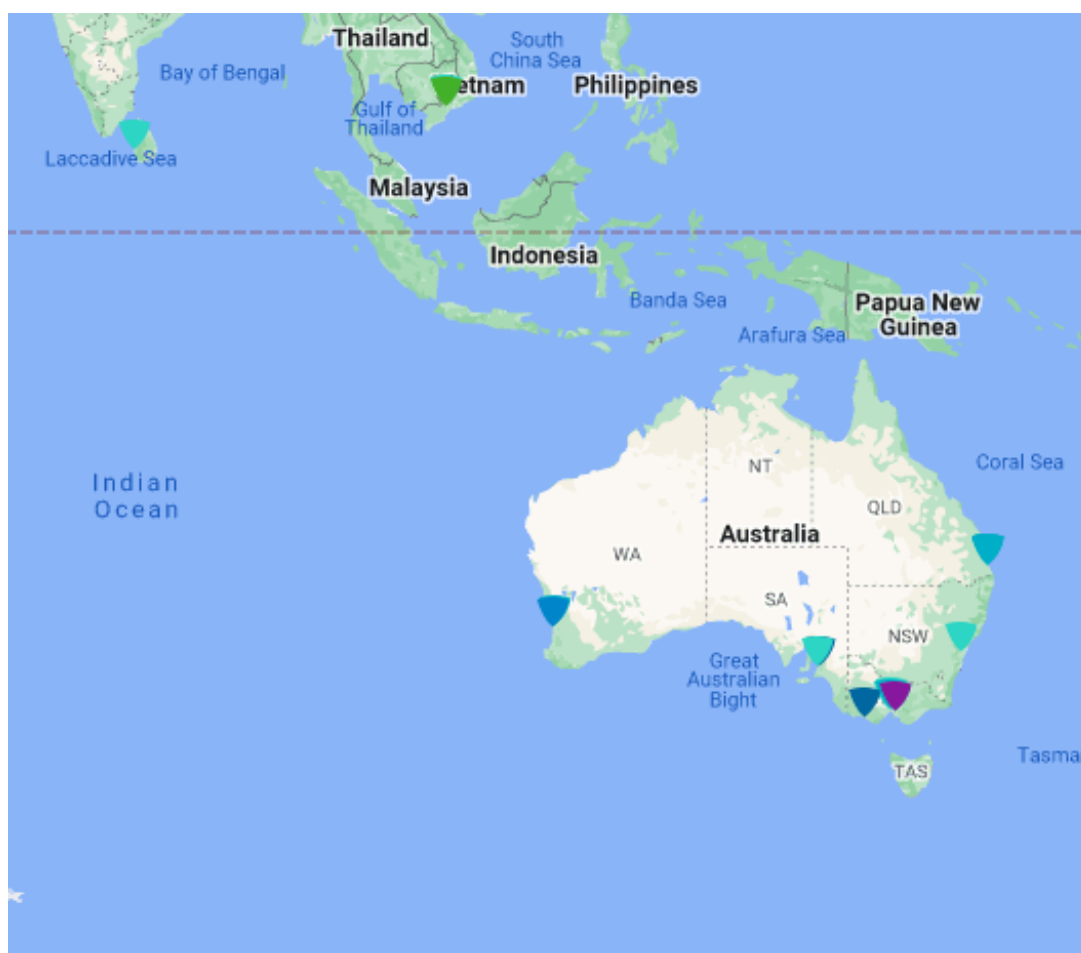 Thailand
South
China Sea
Bay of Bengal
etnam
Philippines
Gulf of
Thailand
Laccadive Sea
Malaysia
Indonesia
Banda Sea
Papua New
Guinea
Arafura Sea
Coral Sea
NT
Indian
Ocean
QLD
Australia
WA
SA
NSW
Great
Australian
Bight
Tasma
TAS